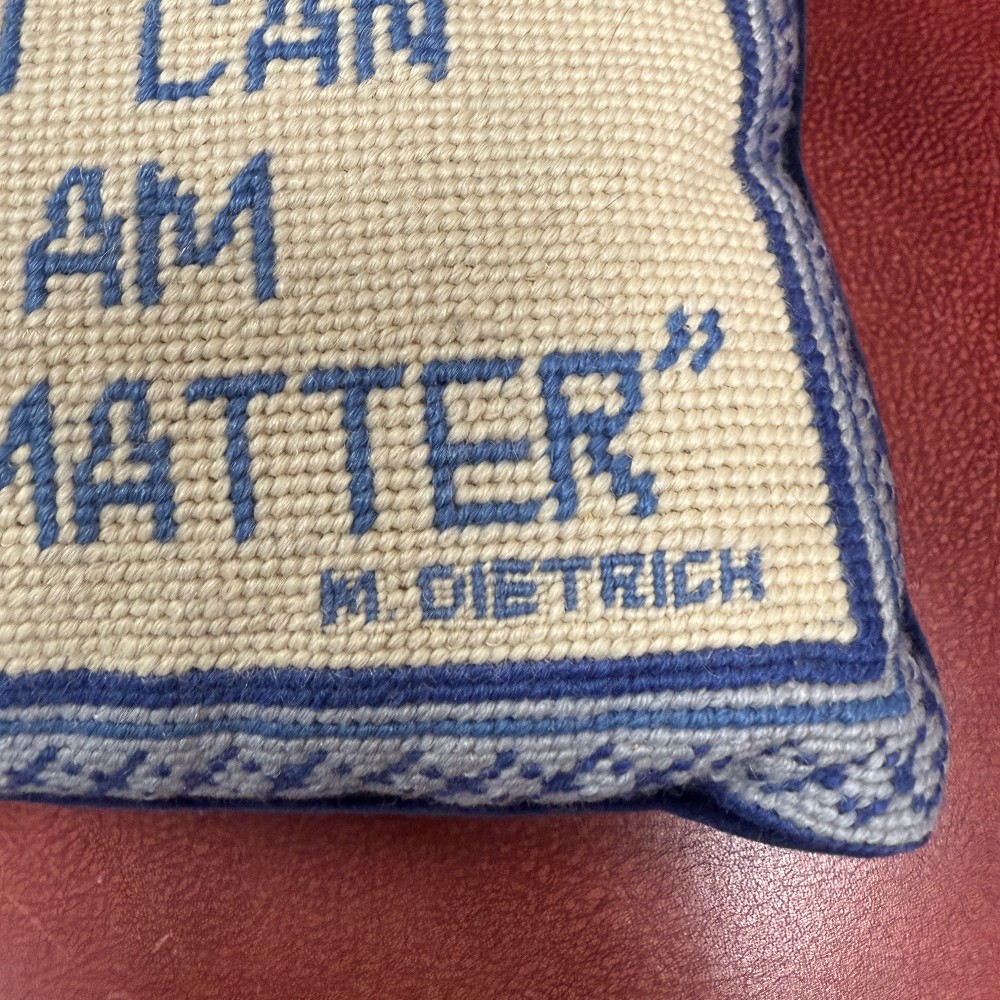 CAN
AM
MATTER”
M. DIETRICH